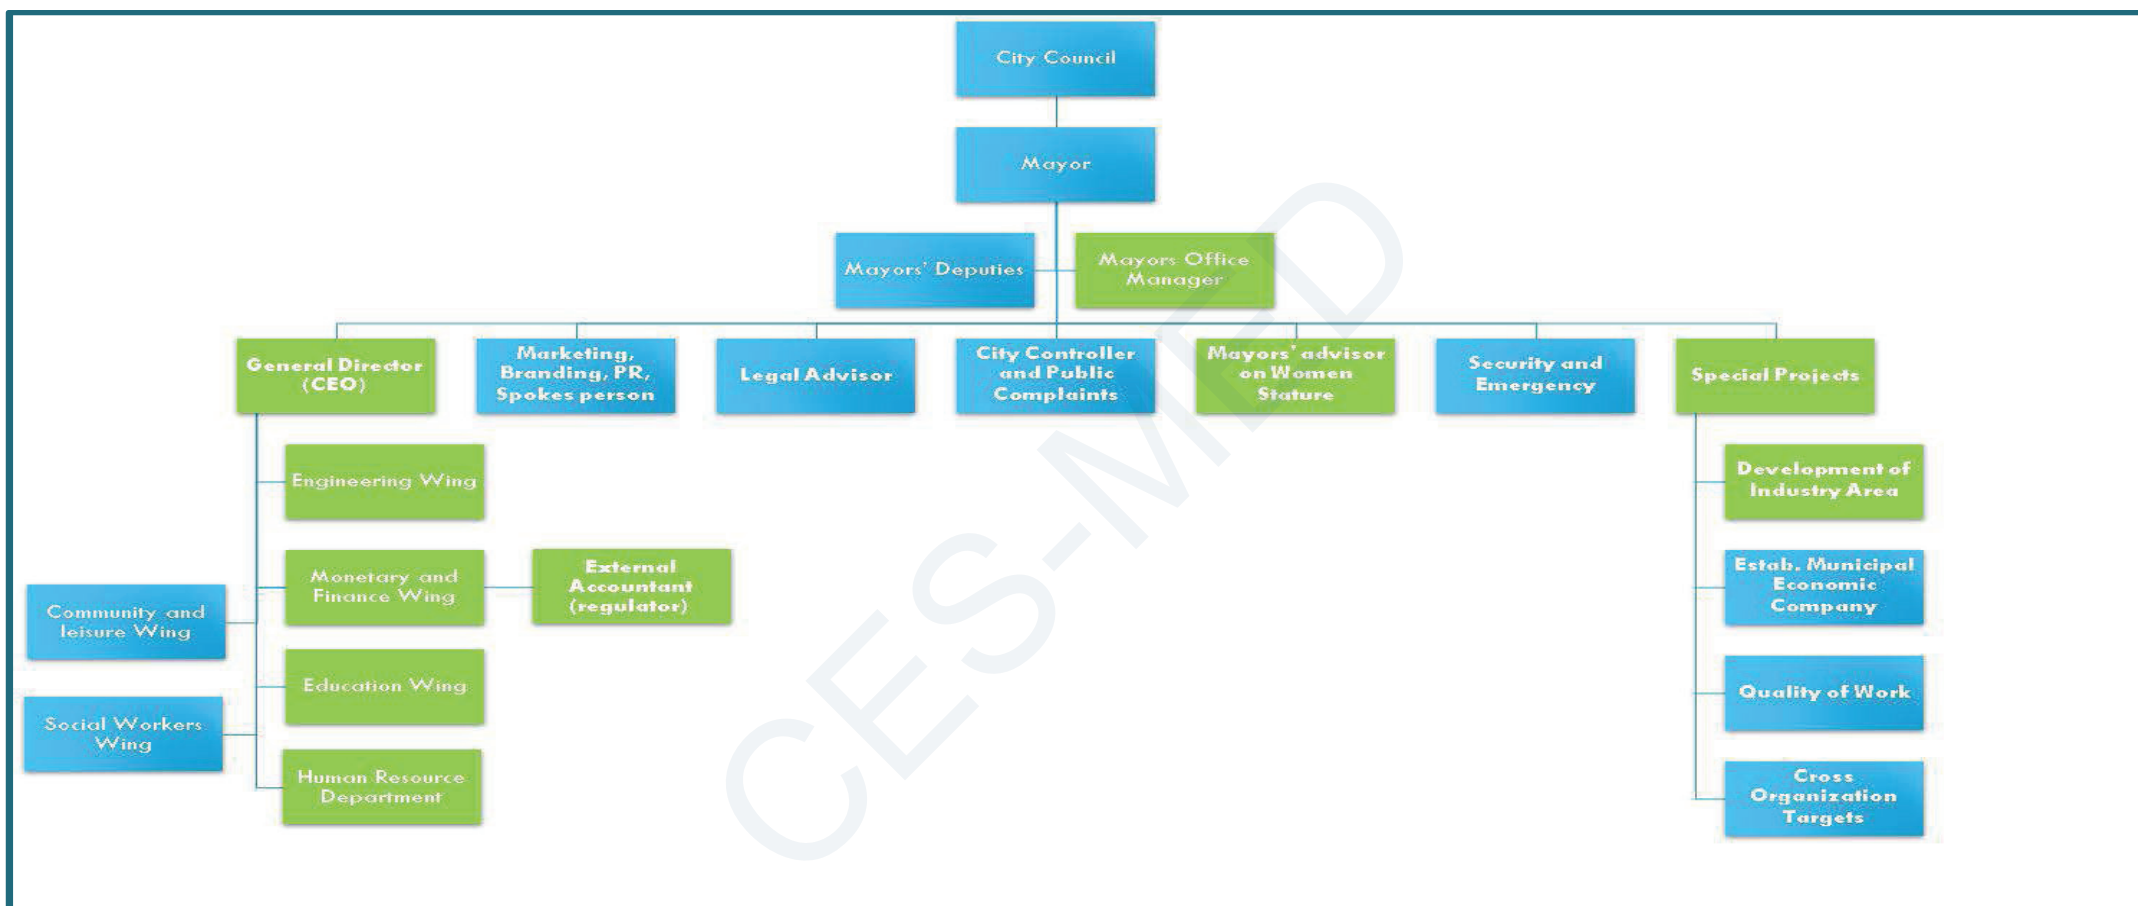 City Council
Mayor
Mayors' Deputies
Mayors Office
Manager
General Director
(CEO)
Marketing,
Branding, PR,
Spokes person
Legal Advisor
City Controller
and Public
Complaints
Mayors' advisor
on Women
Stature
Security and
Emergency
Special Projects
Engineering Wing
Monetary and
Finance Wing
External
Accountant
(regulator)
Community and
leisure Wing
Education Wing
Social Workers
Wing
Human Resource
Department
Development of
Industry Area
Estab. Municipal
Economic
Company
Quality of Work
Cross
Organization
Targets
CES-MED